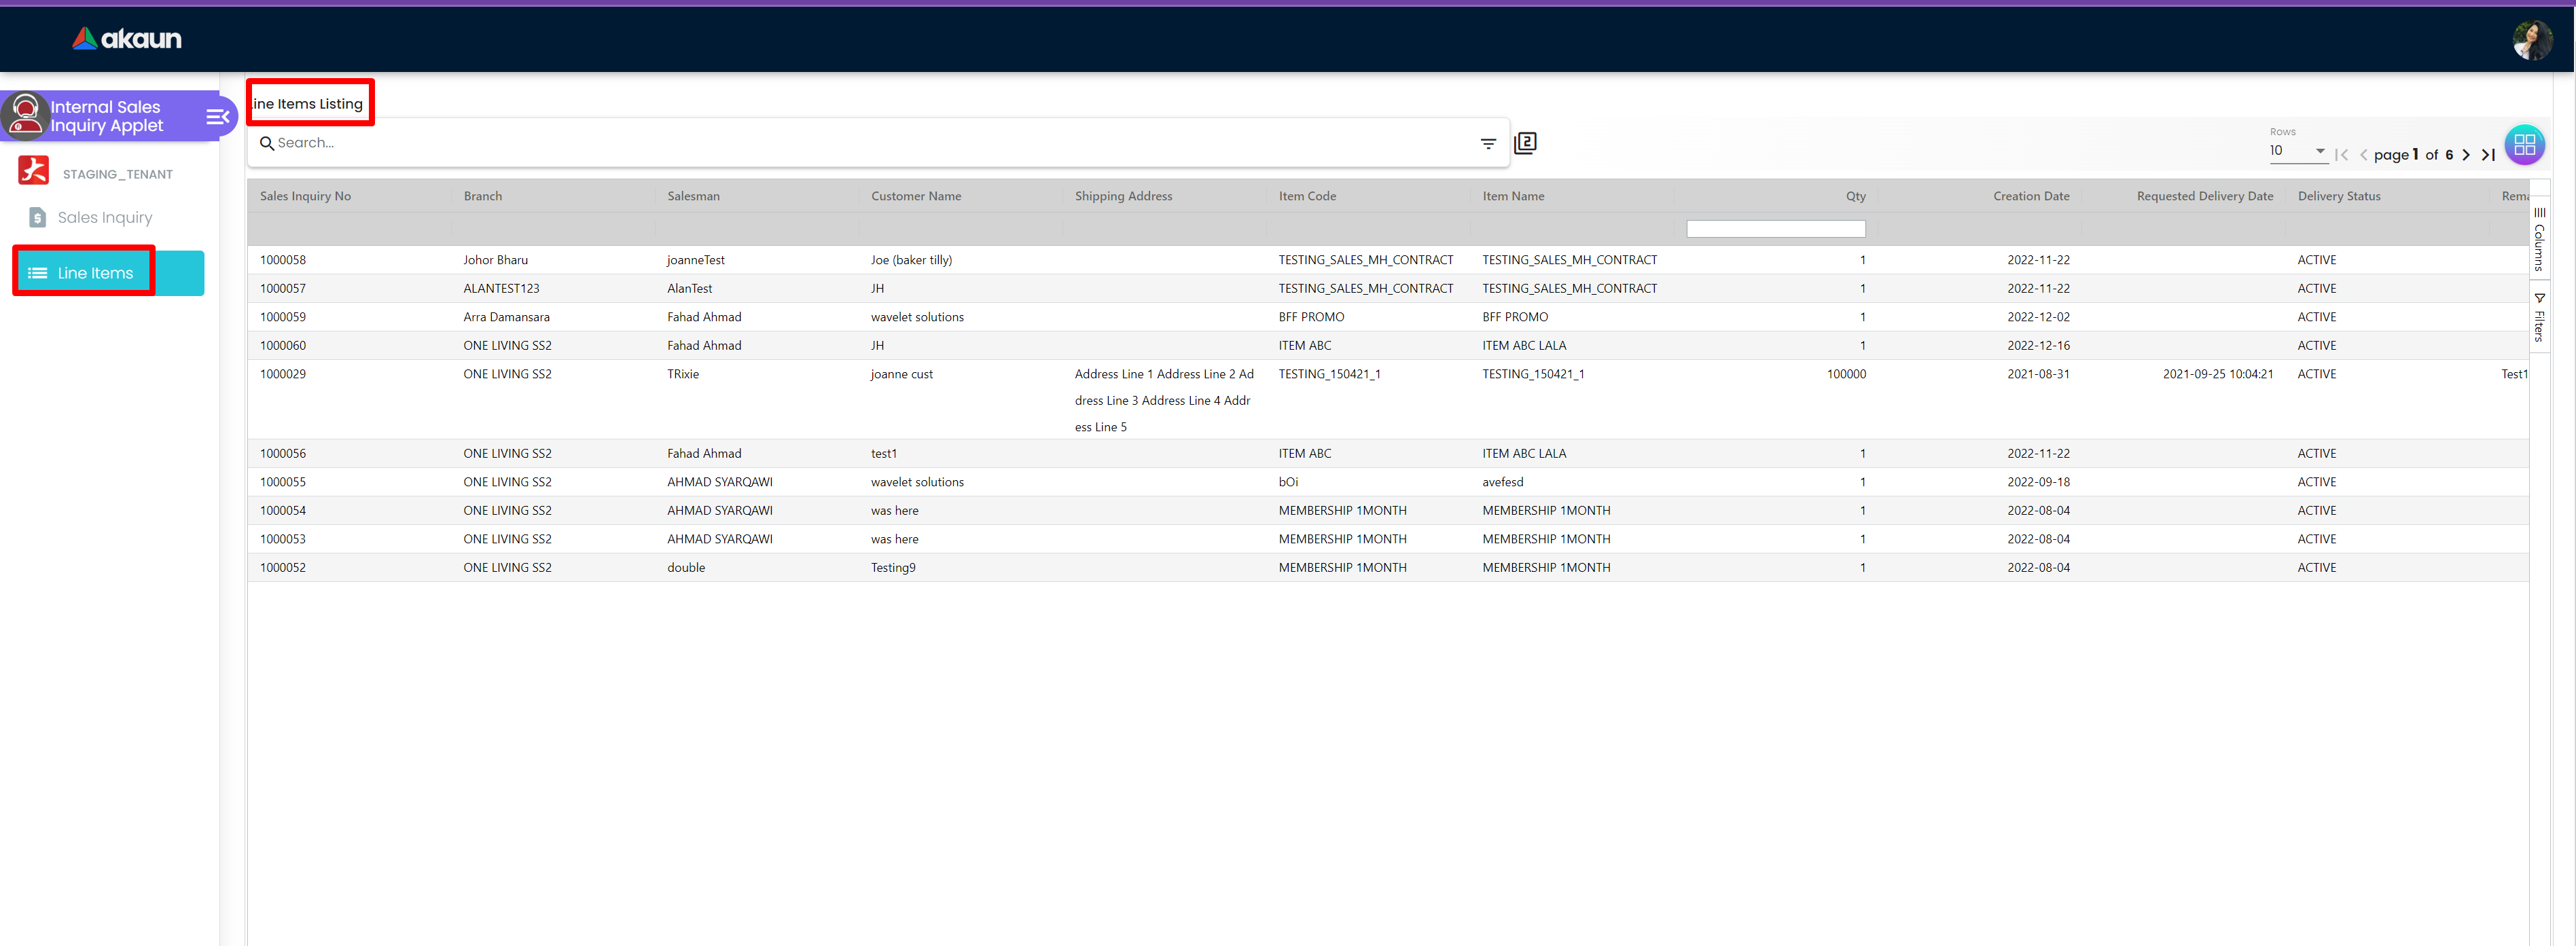 akaun
Internal Sales
Inquiry Applet
STAGING_TENANT
Sales Inquiry
Line Items
ine Items Listing
Search...
2
Rows
10
page 1 of 6
Sales Inquiry No Branch Salesman Customer Name Shipping Address Item Code Item Name Qty Creation Date Requested Delivery Date Delivery Status Rema
1000058 Johor Bharu joanneTest Joe (baker tilly) TESTING_SALES_MH_CONTRACT TESTING_SALES_MH_CONTRACT 1 2022-11-22 ACTIVE
1000057 ALANTEST123 AlanTest JH TESTING_SALES_MH_CONTRACT TESTING_SALES_MH_CONTRACT 1 2022-11-22 ACTIVE
1000059 Arra Damansara Fahad Ahmad wavelet solutions BFF PROMO BFF PROMO 1 2022-12-02 ACTIVE
1000060 ONE LIVING SS2 Fahad Ahmad JH ITEM ABC ITEM ABC LALA 1 2022-12-16 ACTIVE
1000029 ONE LIVING SS2 TRixie joanne cust Address Line 1 Address Line 2 Ad TESTING_150421_1 TESTING_150421_1 100000 2021-08-31 2021-09-25 10:04:21 ACTIVE Test1
dress Line 3 Address Line 4 Addr
ess Line 5
1000056 ONE LIVING SS2 Fahad Ahmad test1 ITEM ABC ITEM ABC LALA 1 2022-11-22 ACTIVE
1000055 ONE LIVING SS2 AHMAD SYARQAWI wavelet solutions bOi avefesd 1 2022-09-18 ACTIVE
1000054 ONE LIVING SS2 AHMAD SYARQAWI was here MEMBERSHIP 1MONTH MEMBERSHIP 1MONTH 1 2022-08-04 ACTIVE
1000053 ONE LIVING SS2 AHMAD SYARQAWI was here MEMBERSHIP 1MONTH MEMBERSHIP 1MONTH 1 2022-08-04 ACTIVE
1000052 ONE LIVING SS2 double Testing9 MEMBERSHIP 1MONTH MEMBERSHIP 1MONTH 1 2022-08-04 ACTIVE
Columns
Filters